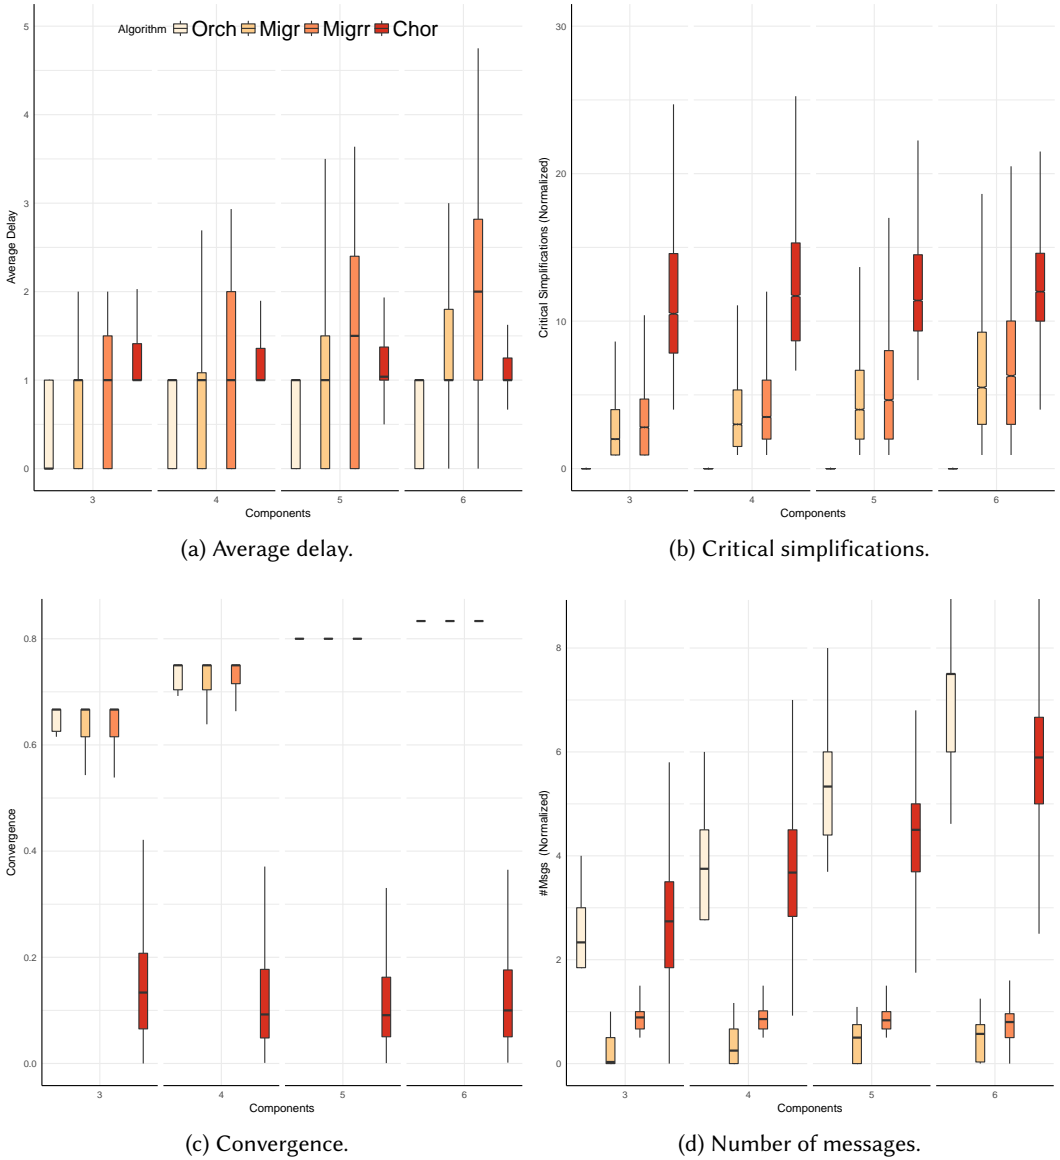 Algorithm Orch Migr Migrr Chor
5
4
3
2
1
0
Average Delay
3 4 5 6
Components
(a) Average delay.
30
20
10
0
Critical Simplifications (Normalized)
3 4 5 6
Components
(b) Critical simplifications.
0.8
0.6
0.4
0.2
0.0
Convergence
3 4 5 6
Components
(c) Convergence.
8
6
4
2
0
#Msgs (Normalized)
3 4 5 6
Components
(d) Number of messages.